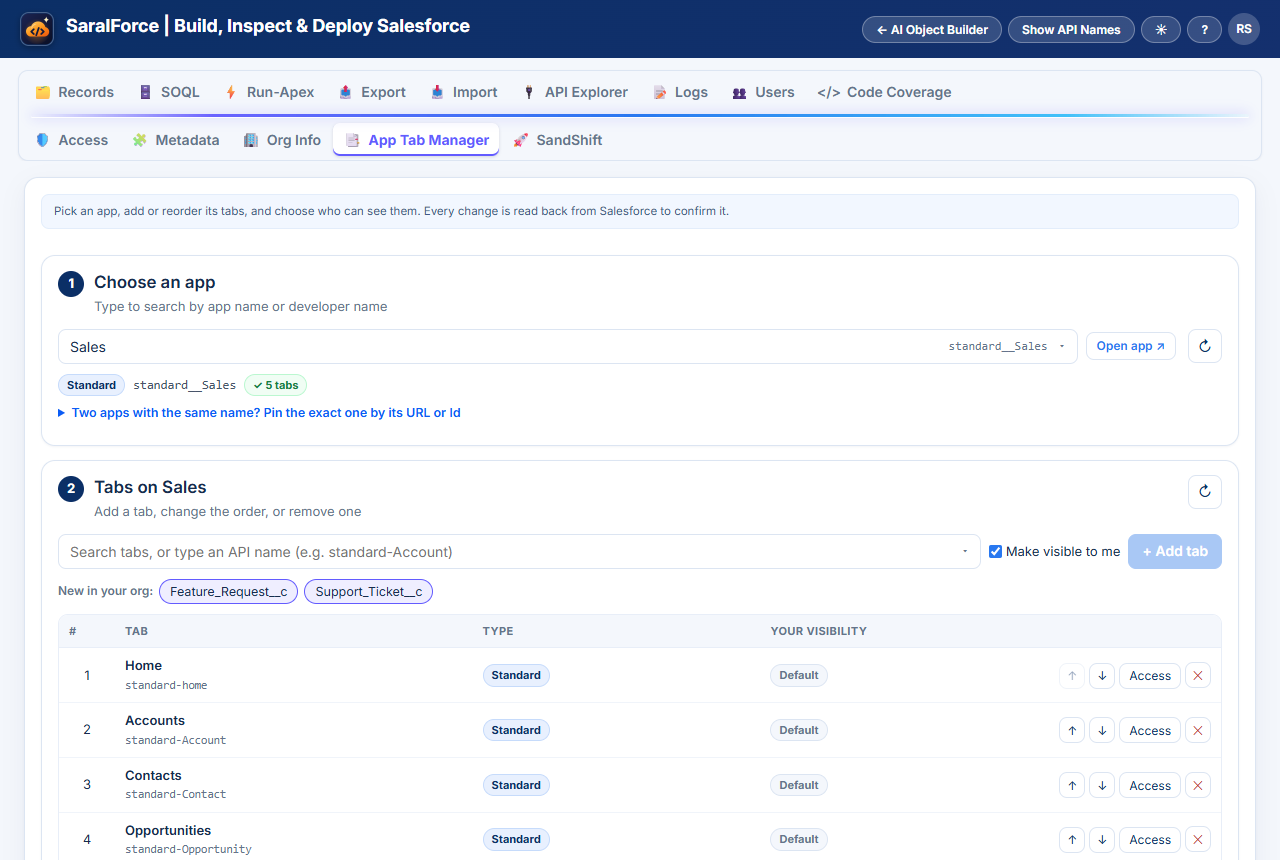 SaralForce | Build, Inspect & Deploy Salesforce
← AI Object Builder
Show API Names
?
RS
Records
SOQL
Run-Apex
Export
Import
API Explorer
Logs
Users
</> Code Coverage
Access
Metadata
Org Info
App Tab Manager
SandShift
Pick an app, add or reorder its tabs, and choose who can see them. Every change is read back from Salesforce to confirm it.
1 Choose an app
Type to search by app name or developer name
Sales standard__Sales
Open app ↗
Standard standard__Sales ✓ 5 tabs
▶ Two apps with the same name? Pin the exact one by its URL or Id
2 Tabs on Sales
Add a tab, change the order, or remove one
Search tabs, or type an API name (e.g. standard-Account)
Make visible to me
+ Add tab
New in your org: Feature_Request__c Support_Ticket__c
# TAB TYPE YOUR VISIBILITY
1 Home Standard Default ↑ ↓ Access ×
standard-home
2 Accounts Standard Default ↑ ↓ Access ×
standard-Account
3 Contacts Standard Default ↑ ↓ Access ×
standard-Contact
4 Opportunities Standard Default ↑ ↓ Access ×
standard-Opportunity